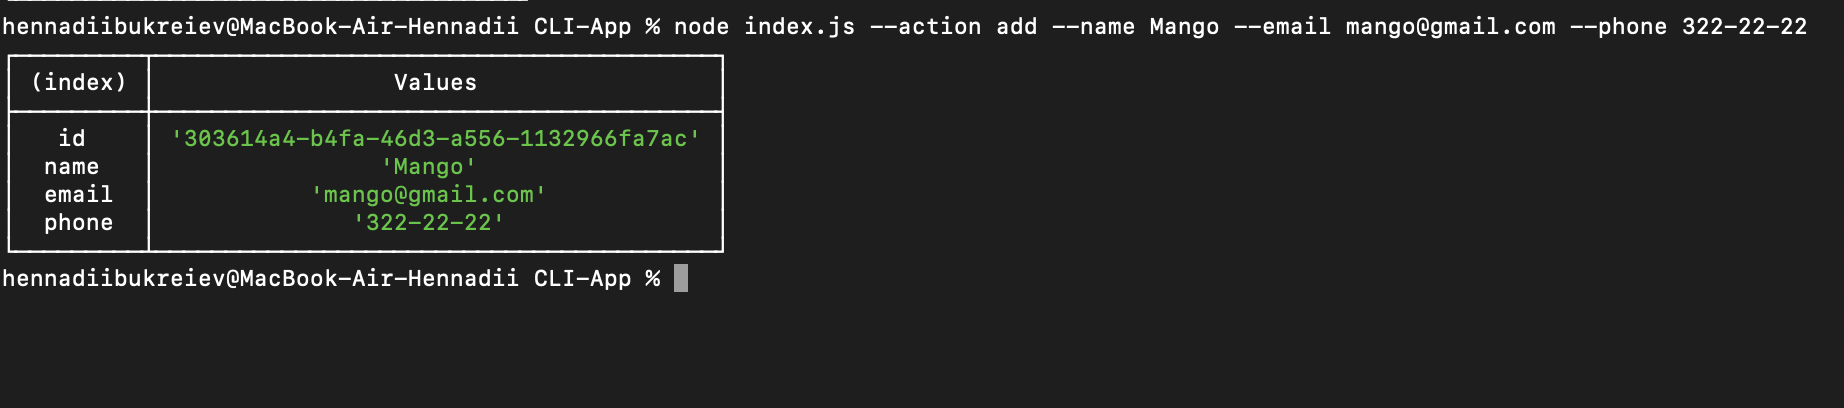 hennadiibukreiev@MacBook-Air-Hennadii CLI-App % node index.js --action add --name Mango --email mango@gmail.com --phone 322-22-22
(index) Values
id '303614a4-b4fa-46d3-a556-1132966fa7ac'
name 'Mango'
email 'mango@gmail.com'
phone '322-22-22'
hennadiibukreiev@MacBook-Air-Hennadii CLI-App %